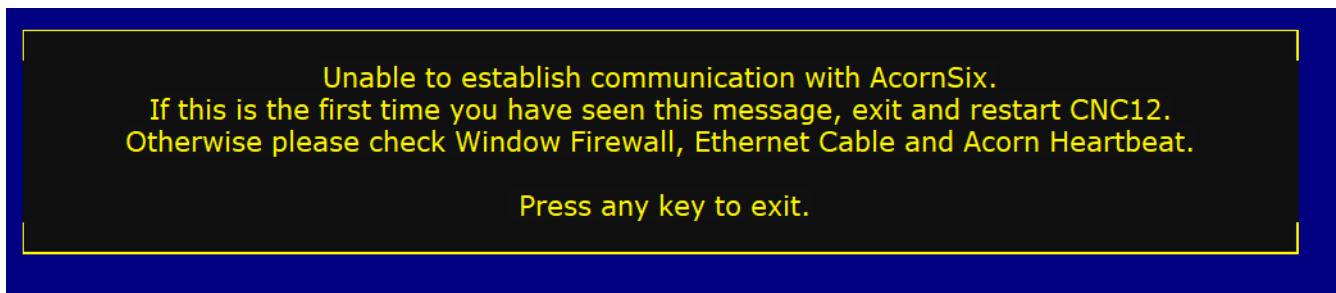 Unable to establish communication with AcornSix.
If this is the first time you have seen this message, exit and restart CNC12.
Otherwise please check Window Firewall, Ethernet Cable and Acorn Heartbeat.
Press any key to exit.